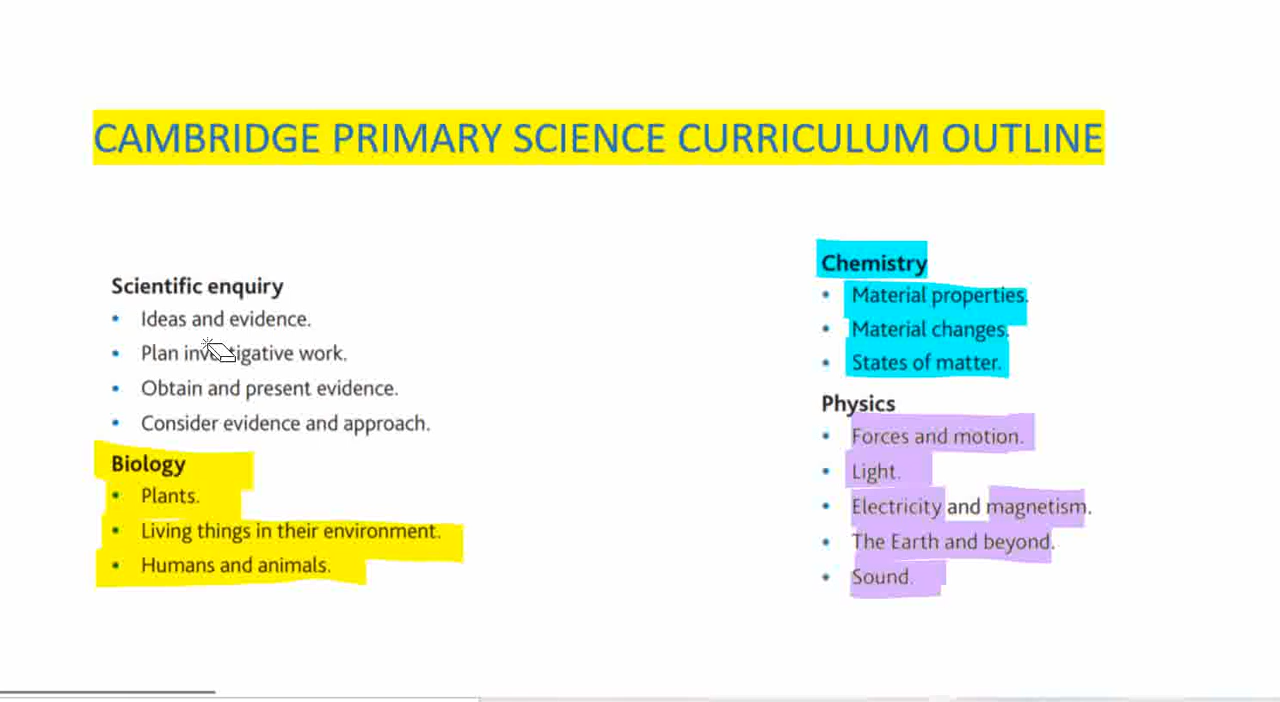 CAMBRIDGE PRIMARY SCIENCE CURRICULUM OUTLINE
Scientific enquiry
• Ideas and evidence.
• Plan investigative work.
• Obtain and present evidence.
• Consider evidence and approach.
Biology
• Plants.
• Living things in their environment.
• Humans and animals.
Chemistry
• Material properties.
• Material changes.
• States of matter.
Physics
• Forces and motion.
• Light.
• Electricity and magnetism.
• The Earth and beyond.
• Sound.